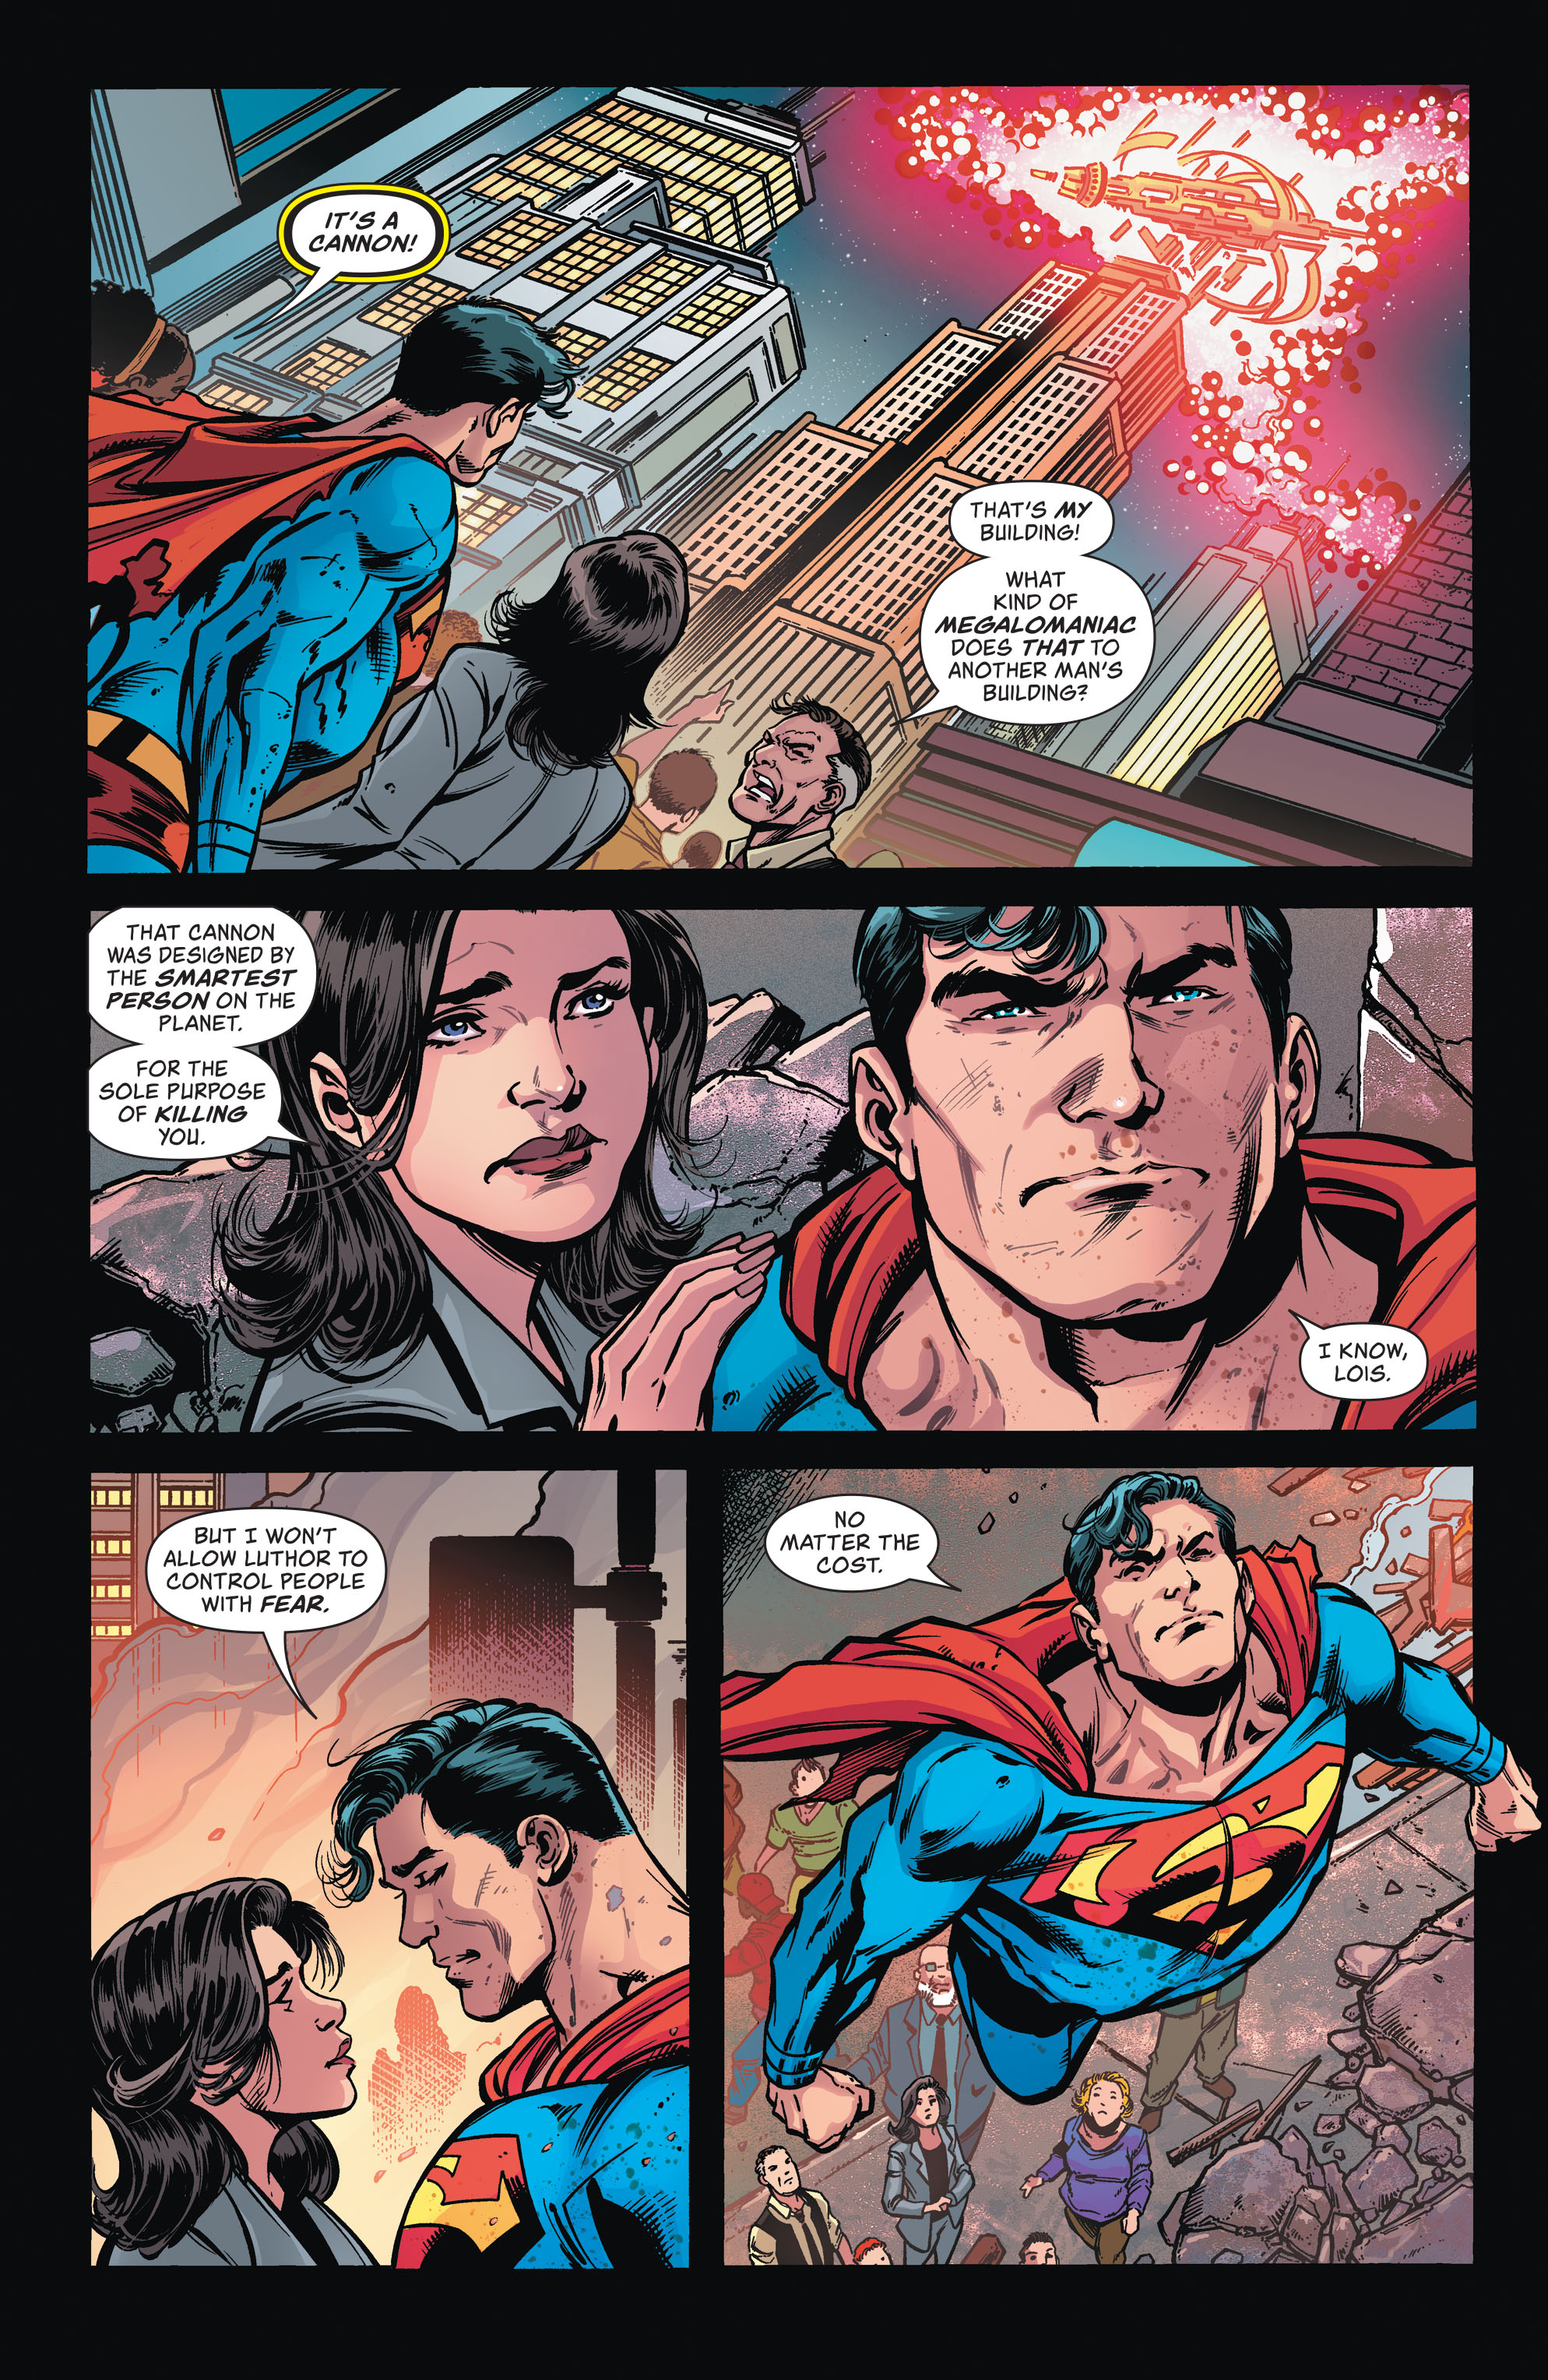 IT'S A
CANNON!
THAT'S MY
BUILDING!
WHAT
KIND OF
MEGALOMANIAC
DOES THAT TO
ANOTHER MAN'S
BUILDING?
THAT CANNON
WAS DESIGNED BY
THE SMARTEST
PERSON ON THE
PLANET.
FOR THE
SOLE PURPOSE
OF KILLING
YOU.
I KNOW,
LOIS.
BUT I WON'T
ALLOW LUTHOR TO
CONTROL PEOPLE
WITH FEAR.
NO
MATTER THE
COST.